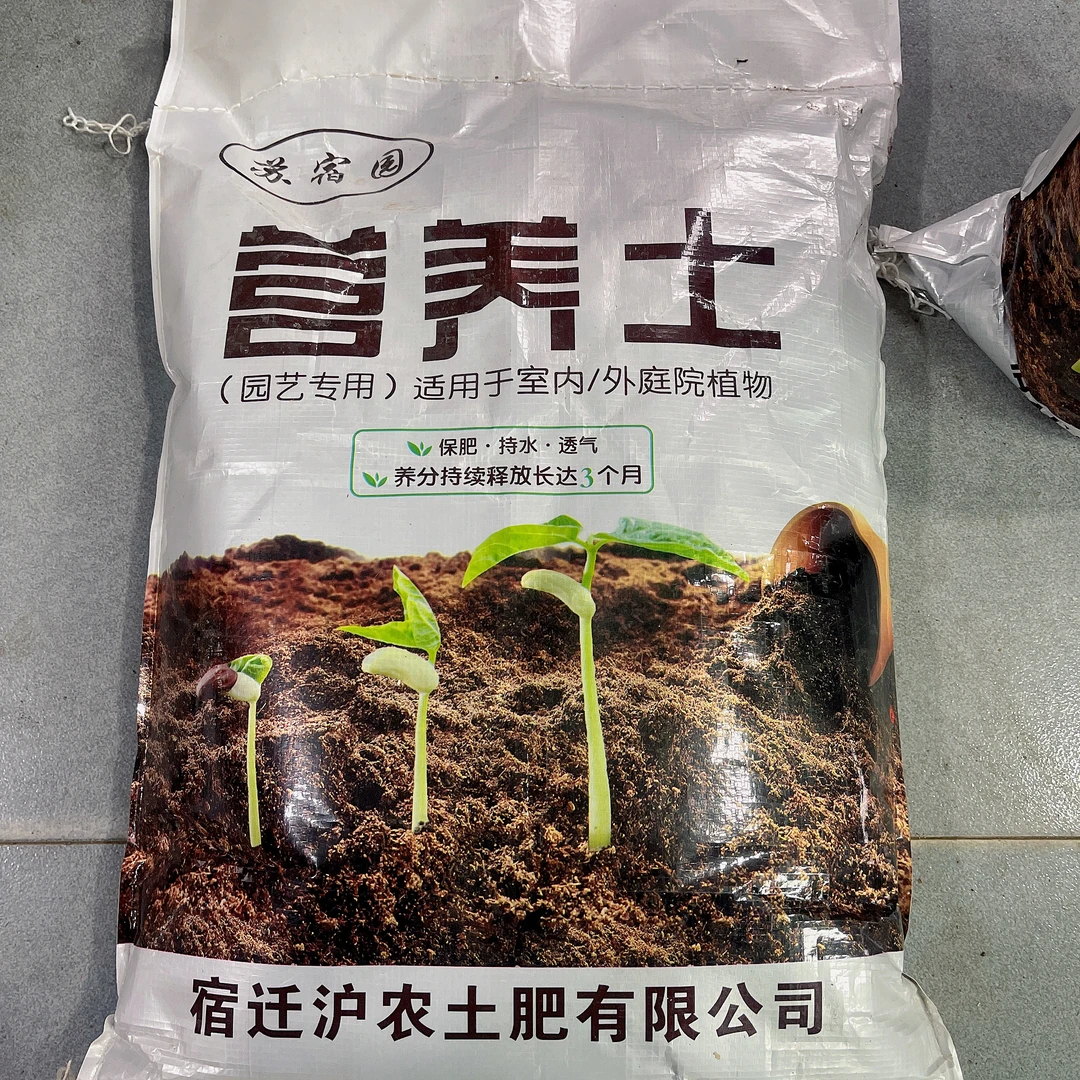 苏宿园
营养土
(园艺专用)适用于室内/外庭院植物
保肥·持水·透气
养分持续释放长达3个月
宿迁沪农土肥有限公司